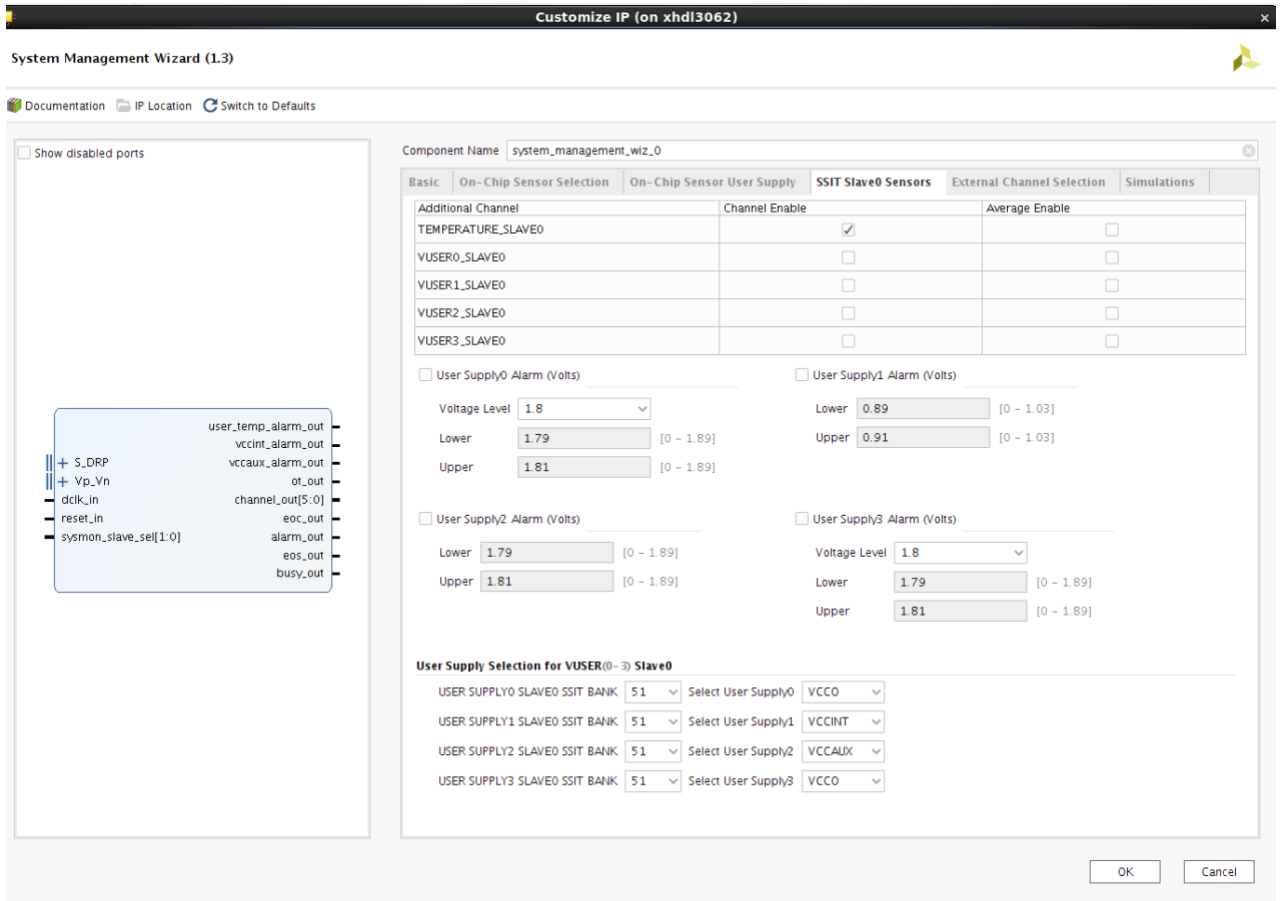 Customize IP (on xhdl3062)
System Management Wizard (1.3)
Documentation IP Location Switch to Defaults
Show disabled ports
user_temp_alarm_out
vccint_alarm_out
S_DRP vccaux_alarm_out
Vp_Vn ot_out
dclk_in channel_out[5:0]
reset_in eoc_out
sysmon_slave_sel[1:0] alarm_out
eos_out
busy_out
Component Name system_management_wiz_0
Basic On-Chip Sensor Selection On-Chip Sensor User Supply SSIT Slave0 Sensors External Channel Selection Simulations
Additional Channel Channel Enable Average Enable
TEMPERATURE_SLAVE0
VUSER0_SLAVE0
VUSER1_SLAVE0
VUSER2_SLAVE0
VUSER3_SLAVE0
User Supply0 Alarm (Volts)
Voltage Level 1.8
Lower 1.79 [0 - 1.89]
Upper 1.81 [0 - 1.89]
User Supply1 Alarm (Volts)
Lower 0.89 [0 - 1.03]
Upper 0.91 [0 - 1.03]
User Supply2 Alarm (Volts)
Lower 1.79 [0 - 1.89]
Upper 1.81 [0 - 1.89]
User Supply3 Alarm (Volts)
Voltage Level 1.8
Lower 1.79 [0 - 1.89]
Upper 1.81 [0 - 1.89]
User Supply Selection for VUSER(0-3) Slave0
USER SUPPLY0 SLAVE0 SSIT BANK 51 Select User Supply0 VCCO
USER SUPPLY1 SLAVE0 SSIT BANK 51 Select User Supply1 VCCINT
USER SUPPLY2 SLAVE0 SSIT BANK 51 Select User Supply2 VCCAUX
USER SUPPLY3 SLAVE0 SSIT BANK 51 Select User Supply3 VCCO
OK Cancel